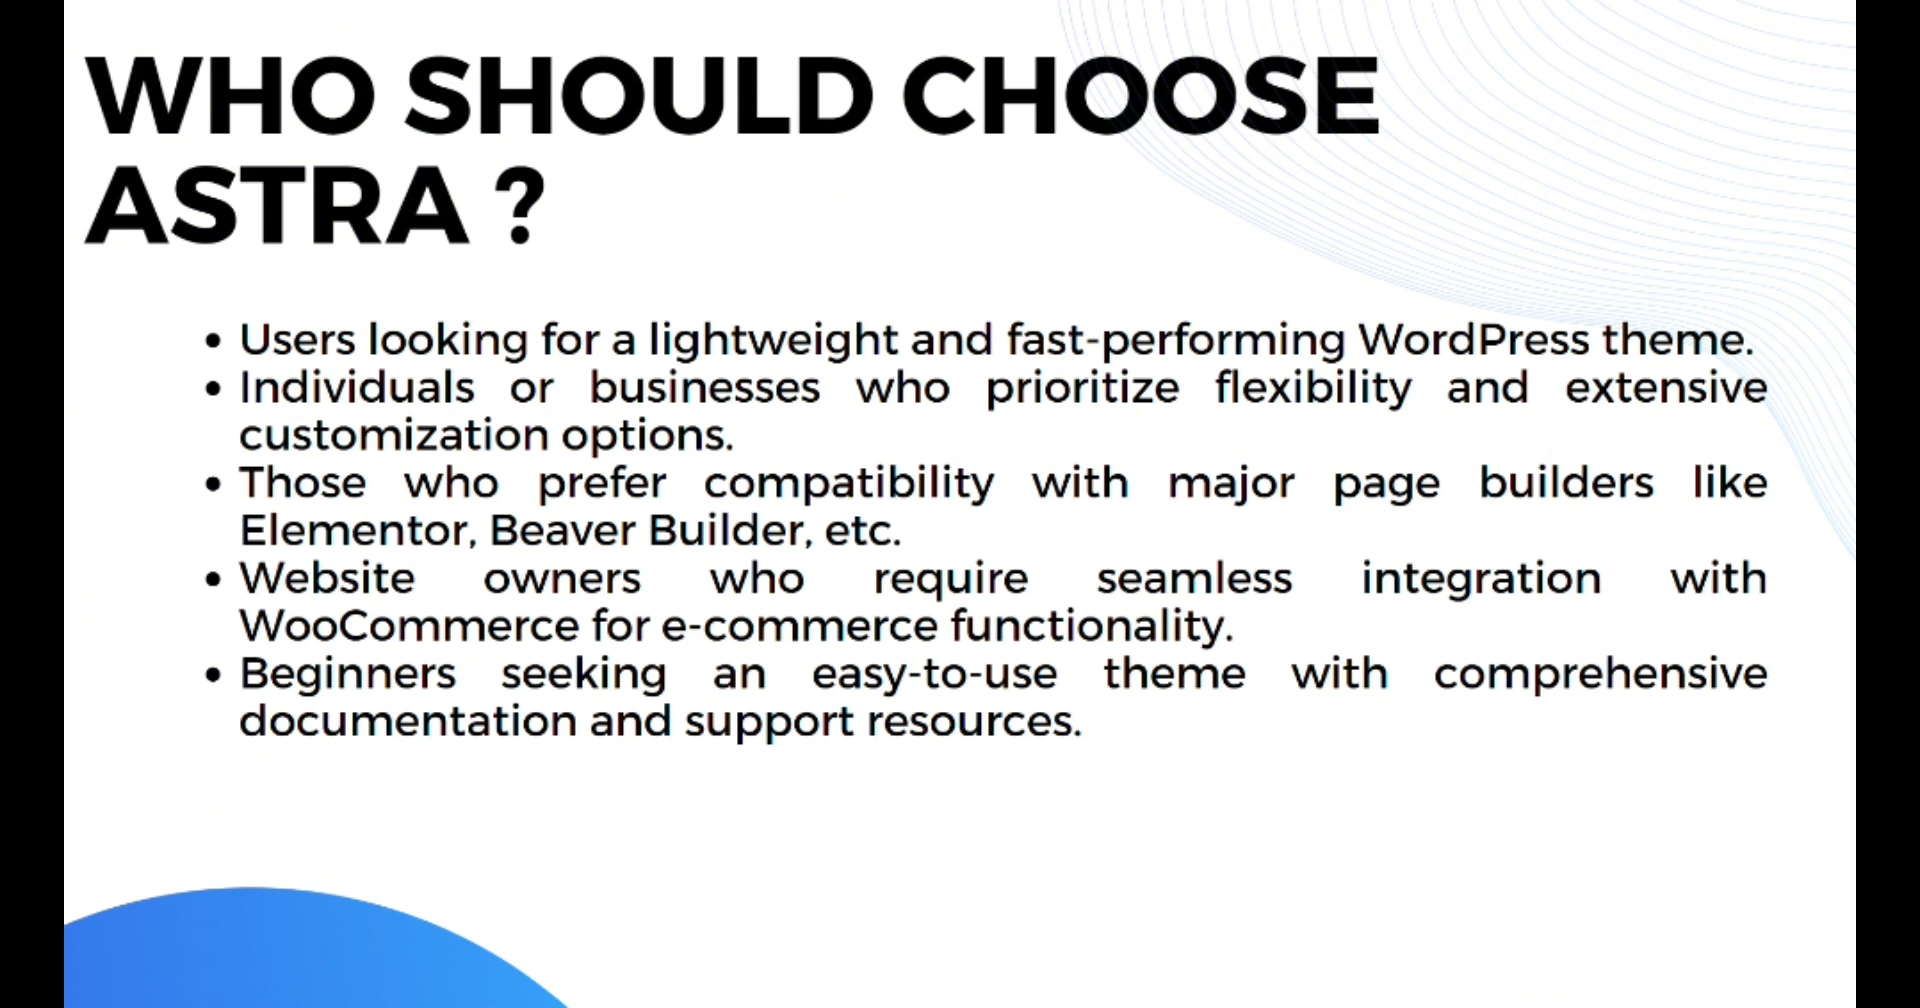 WHO SHOULD CHOOSE
ASTRA ?
• Users looking for a lightweight and fast-performing WordPress theme.
• Individuals or businesses who prioritize flexibility and extensive
customization options.
• Those who prefer compatibility with major page builders like
Elementor, Beaver Builder, etc.
• Website owners who require seamless integration with
WooCommerce for e-commerce functionality.
• Beginners seeking an easy-to-use theme with comprehensive
documentation and support resources.